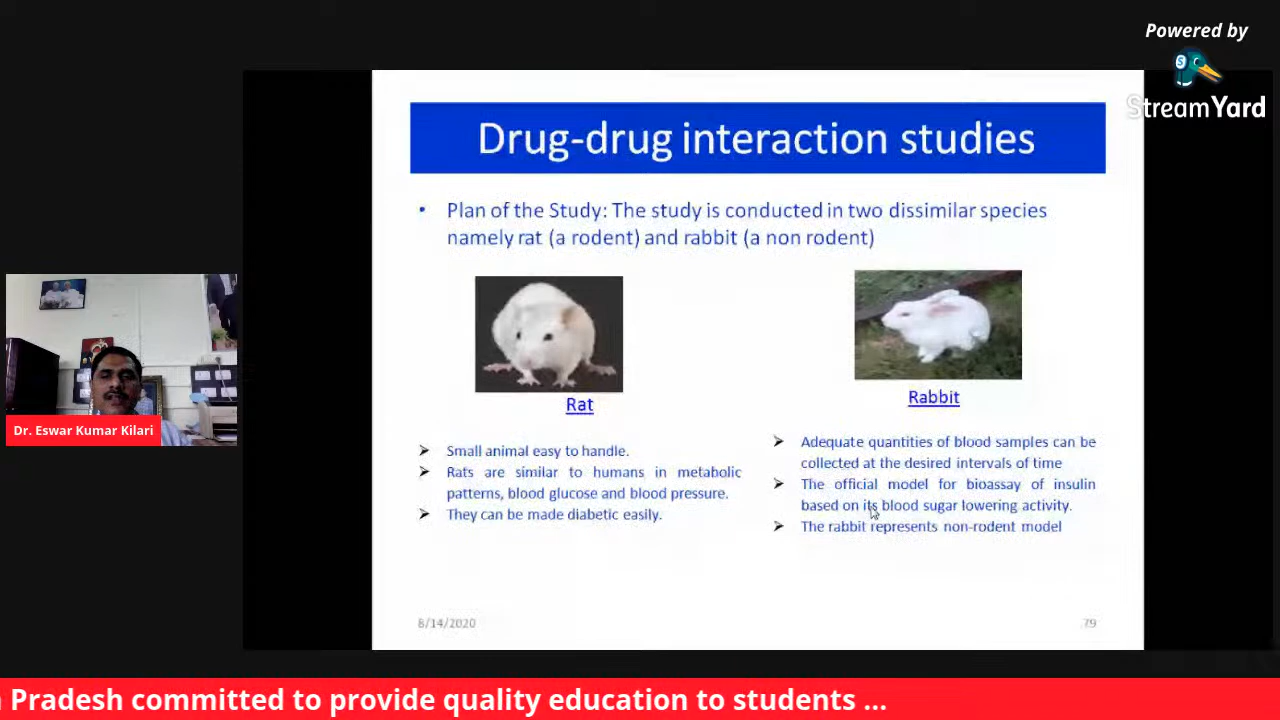 Powered by
StreamYard
Drug-drug interaction studies
• Plan of the Study: The study is conducted in two dissimilar species
namely rat (a rodent) and rabbit (a non rodent)
Rat
➢ Small animal easy to handle.
➢ Rats are similar to humans in metabolic
patterns, blood glucose and blood pressure.
➢ They can be made diabetic easily.
Rabbit
➢ Adequate quantities of blood samples can be
collected at the desired intervals of time
➢ The official model for bioassay of insulin
based on its blood sugar lowering activity.
➢ The rabbit represents non-rodent model
8/14/2020
79
Dr. Eswar Kumar Kilari
Pradesh committed to provide quality education to students ...